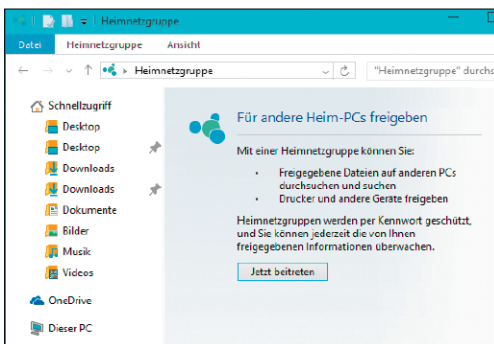 Heimnetzgruppe
Datei Heimnetzgruppe Ansicht
Heimnetzgruppe "Heimnetzgruppe" durchs
Schnellzugriff
Desktop
Desktop
Downloads
Downloads
Dokumente
Bilder
Musik
Videos
OneDrive
Dieser PC
Für andere Heim-PCs freigeben
Mit einer Heimnetzgruppe können Sie:
• Freigegebene Dateien auf anderen PCs
durchsuchen und suchen
• Drucker und andere Geräte freigeben
Heimnetzgruppen werden per Kennwort geschützt,
und Sie können jederzeit die von Ihnen
freigegebenen Informationen überwachen.
Jetzt beitreten